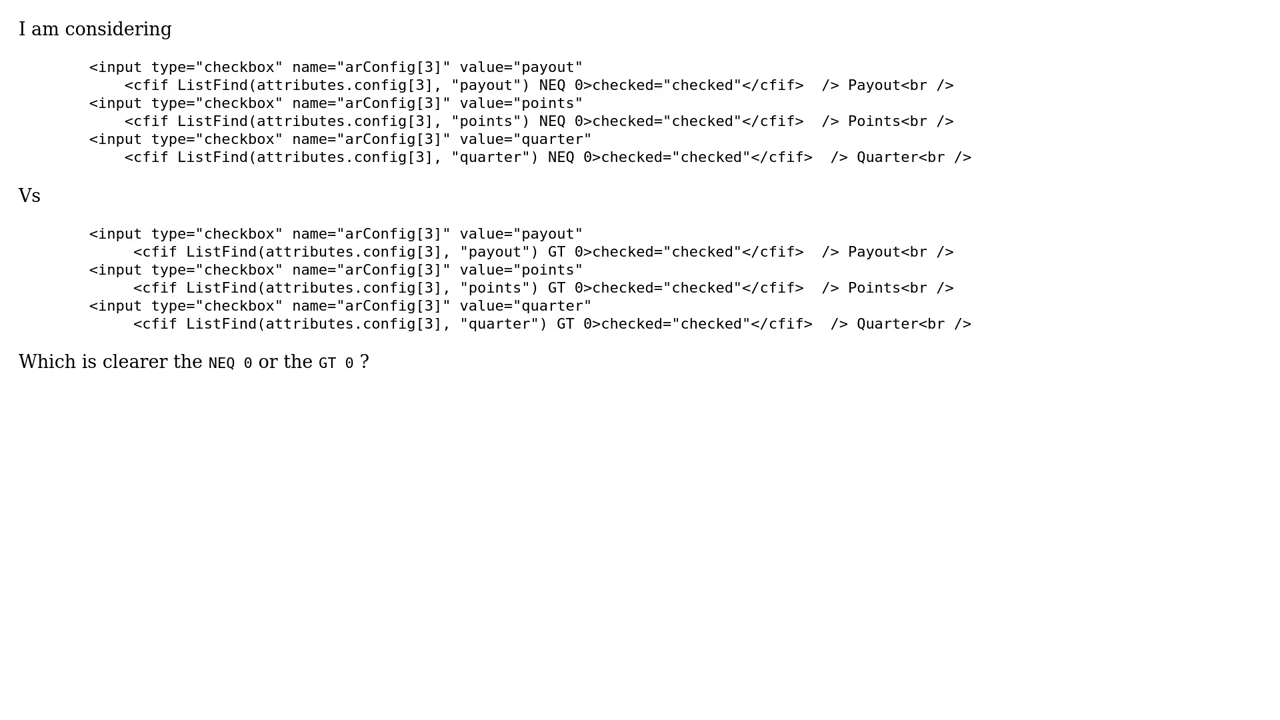 I am considering
<input type="checkbox" name="arConfig[3]" value="payout"
<cfif ListFind(attributes.config[3], "payout") NEQ 0>checked="checked"</cfif>  /> Payout<br />
<input type="checkbox" name="arConfig[3]" value="points"
<cfif ListFind(attributes.config[3], "points") NEQ 0>checked="checked"</cfif>  /> Points<br />
<input type="checkbox" name="arConfig[3]" value="quarter"
<cfif ListFind(attributes.config[3], "quarter") NEQ 0>checked="checked"</cfif>  /> Quarter<br />
Vs
<input type="checkbox" name="arConfig[3]" value="payout"
<cfif ListFind(attributes.config[3], "payout") GT 0>checked="checked"</cfif>  /> Payout<br />
<input type="checkbox" name="arConfig[3]" value="points"
<cfif ListFind(attributes.config[3], "points") GT 0>checked="checked"</cfif>  /> Points<br />
<input type="checkbox" name="arConfig[3]" value="quarter"
<cfif ListFind(attributes.config[3], "quarter") GT 0>checked="checked"</cfif>  /> Quarter<br />
Which is clearer the NEQ 0 or the GT 0 ?